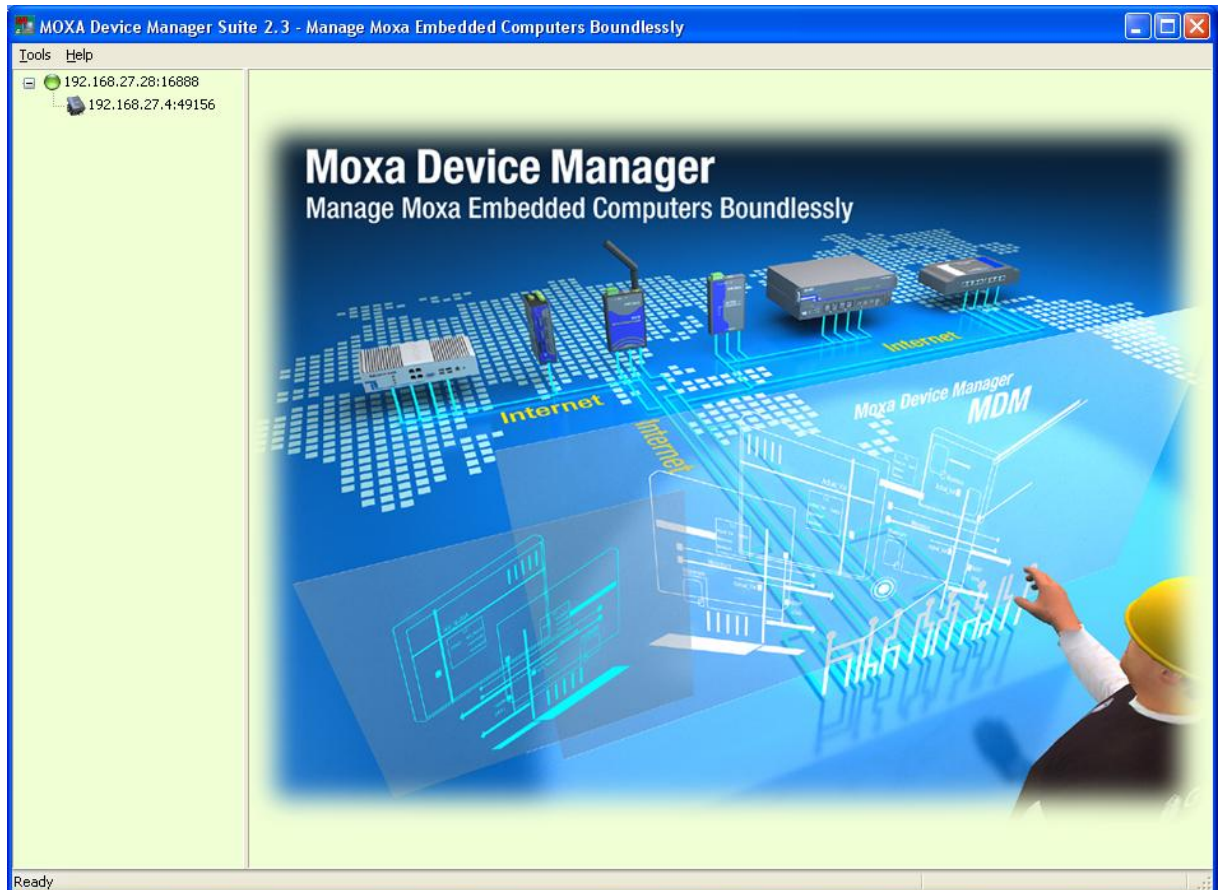 MOXA Device Manager Suite 2.3 - Manage Moxa Embedded Computers Boundlessly
Tools Help
192.168.27.28:16888
192.168.27.4:49156
Moxa Device Manager
Manage Moxa Embedded Computers Boundlessly
Internet
Internet
Internet
Moxa Device Manager
MDM
Ready